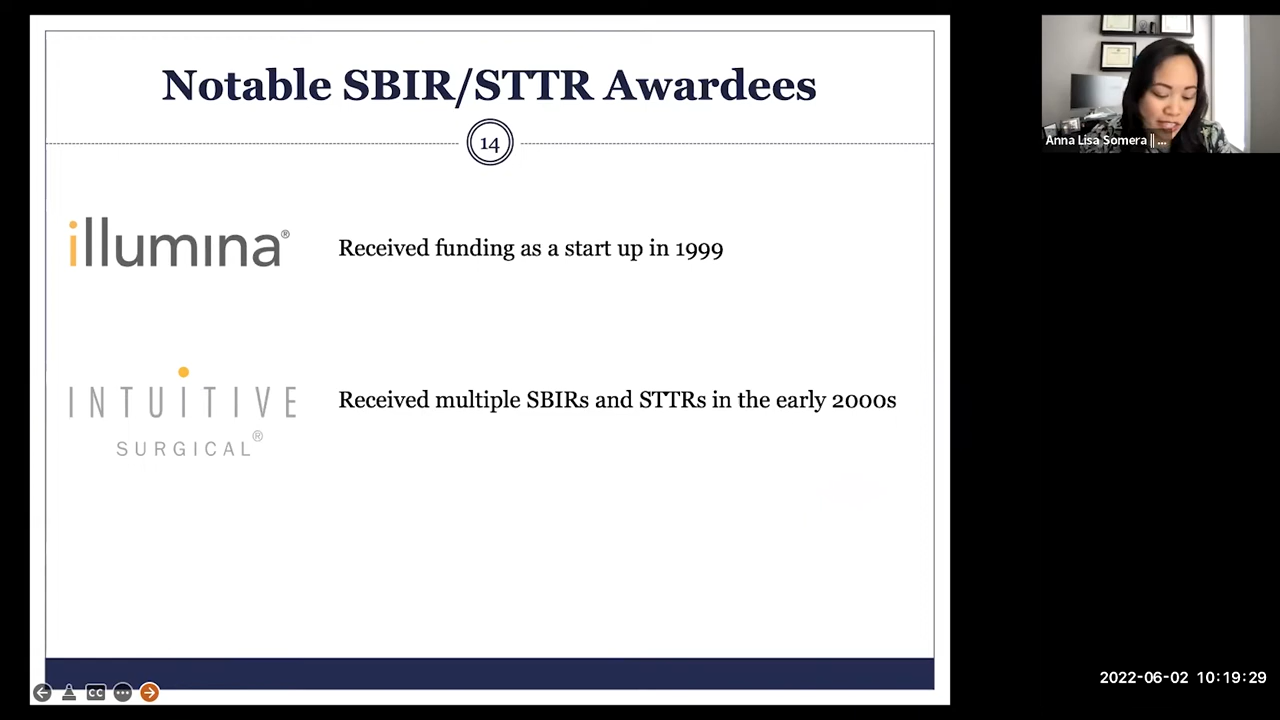 Notable SBIR/STTR Awardees
14
illumina®
Received funding as a start up in 1999
INTUITIVE
SURGICAL®
Received multiple SBIRs and STTRs in the early 2000s
CC
Anna Lisa Somera || ...
2022-06-02 10:19:29